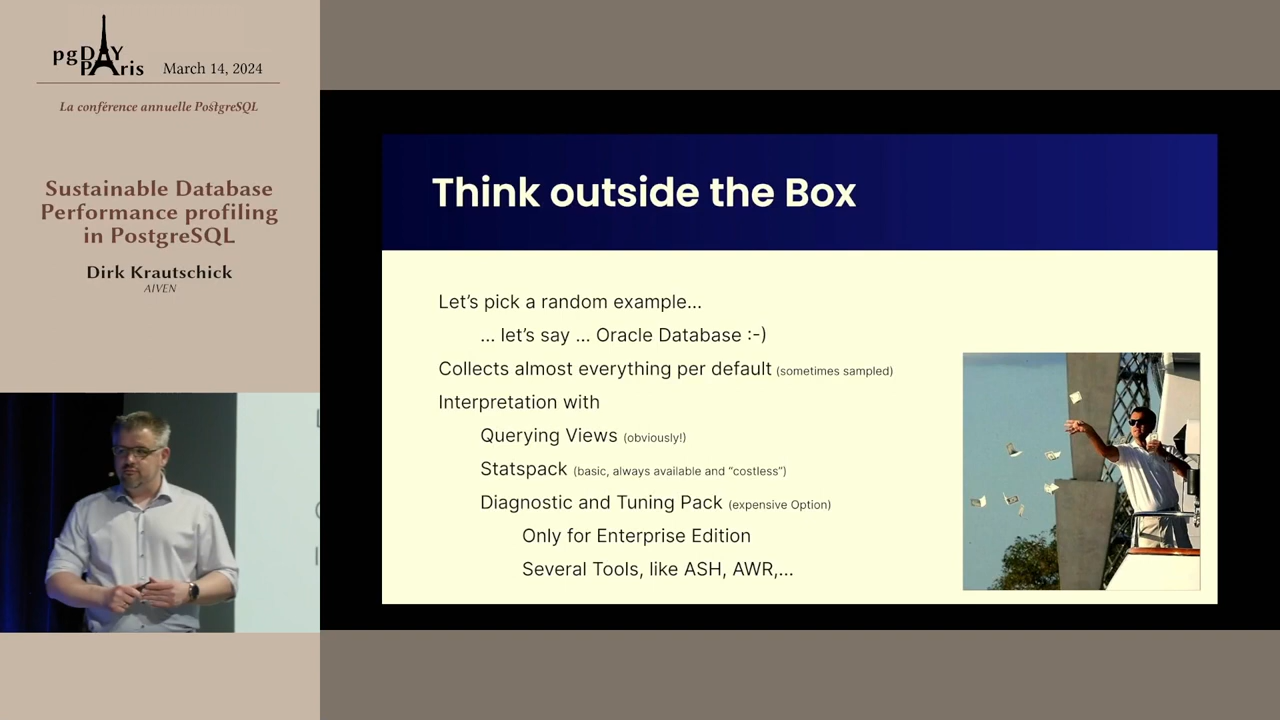 pgDAY
PAris
March 14, 2024
La conférence annuelle PostgreSQL
Sustainable Database
Performance profiling
in PostgreSQL
Dirk Krautschick
AIVEN
Think outside the Box
Let's pick a random example...
... let's say ... Oracle Database :-)
Collects almost everything per default (sometimes sampled)
Interpretation with
Querying Views (obviously!)
Statspack (basic, always available and “costless”)
Diagnostic and Tuning Pack (expensive Option)
Only for Enterprise Edition
Several Tools, like ASH, AWR,...